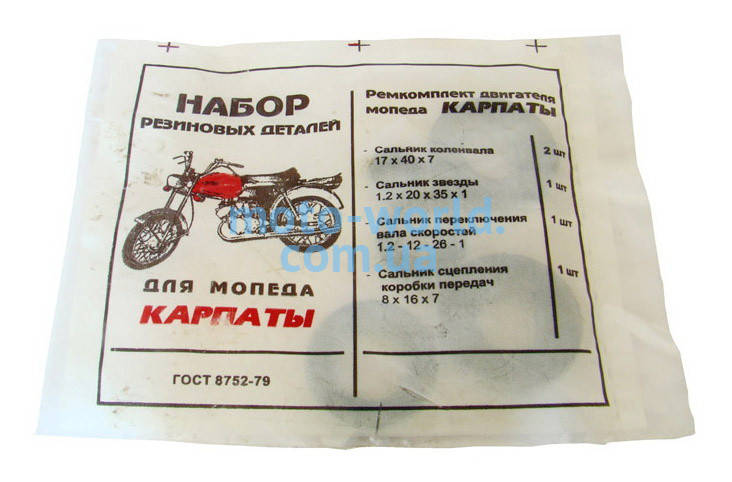 НАБОР
РЕЗИНОВЫХ ДЕТАЛЕЙ
ДЛЯ МОПЕДА
КАРПАТЫ
ГОСТ 8752-79
Ремкомплект двигателя
мопеда КАРПАТЫ
- Сальник коленвала 2 шт
17 х 40 х 7
- Сальник звезды 1 шт
1.2 х 20 х 35 х 1
- Сальник переключения 1 шт
вала скоростей
1.2 - 12 - 26 - 1
- Сальник сцепления 1 шт
коробки передач
8 х 16 х 7
moto-world.
com.ua